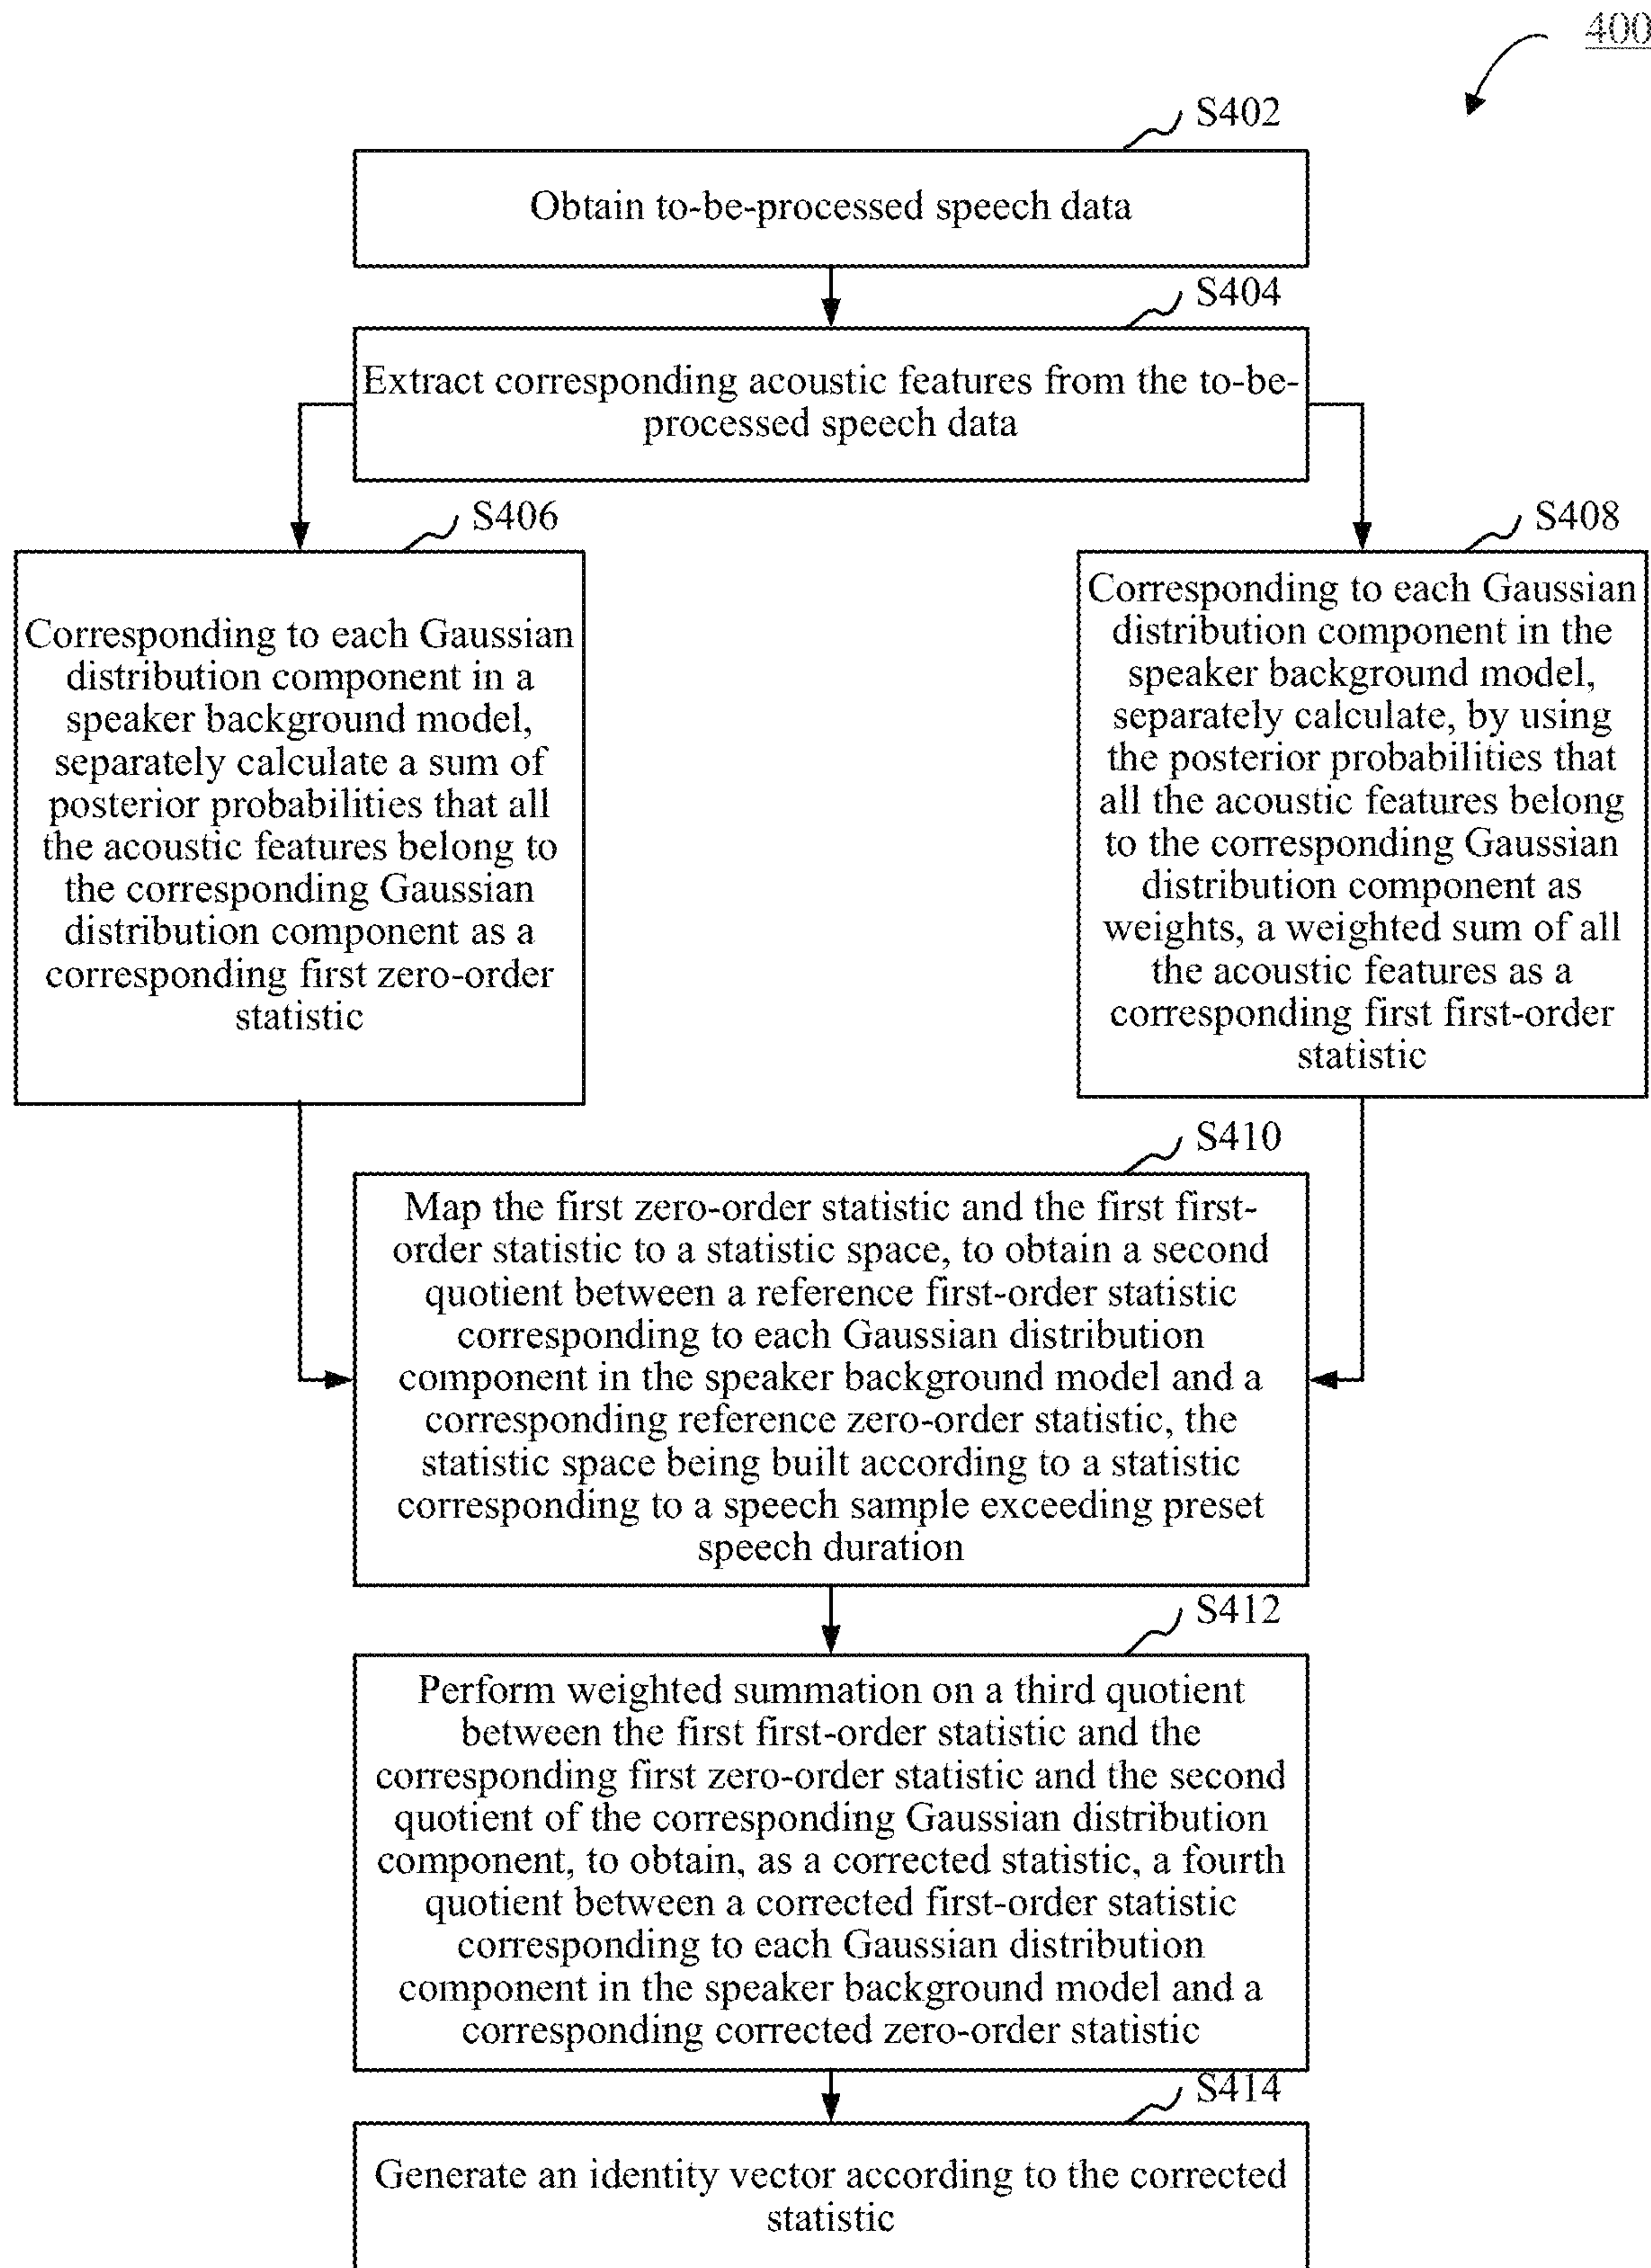 400
S402
Obtain to-be-processed speech data
S404
Extract corresponding acoustic features from the to-be-
processed speech data
S406
Corresponding to each Gaussian
distribution component in a
speaker background model,
separately calculate a sum of
posterior probabilities that all
the acoustic features belong to
the corresponding Gaussian
distribution component as a
corresponding first zero-order
statistic
S408
Corresponding to each Gaussian
distribution component in the
speaker background model,
separately calculate, by using
the posterior probabilities that
all the acoustic features belong
to the corresponding Gaussian
distribution component as
weights, a weighted sum of all
the acoustic features as a
corresponding first first-order
statistic
S410
Map the first zero-order statistic and the first first-
order statistic to a statistic space, to obtain a second
quotient between a reference first-order statistic
corresponding to each Gaussian distribution
component in the speaker background model and a
corresponding reference zero-order statistic, the
statistic space being built according to a statistic
corresponding to a speech sample exceeding preset
speech duration
S412
Perform weighted summation on a third quotient
between the first first-order statistic and the
corresponding first zero-order statistic and the second
quotient of the corresponding Gaussian distribution
component, to obtain, as a corrected statistic, a fourth
quotient between a corrected first-order statistic
corresponding to each Gaussian distribution
component in the speaker background model and a
corresponding corrected zero-order statistic
S414
Generate an identity vector according to the corrected
statistic